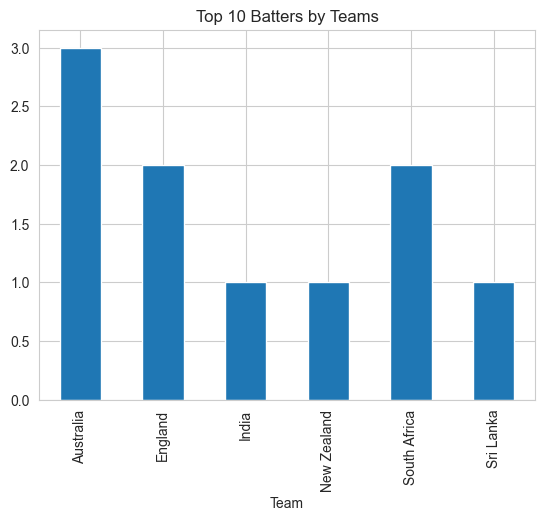 Top 10 Batters by Teams
3.0
2.5
2.0
1.5
1.0
0.5
0.0
Australia
England
India
New Zealand
South Africa
Sri Lanka
Team